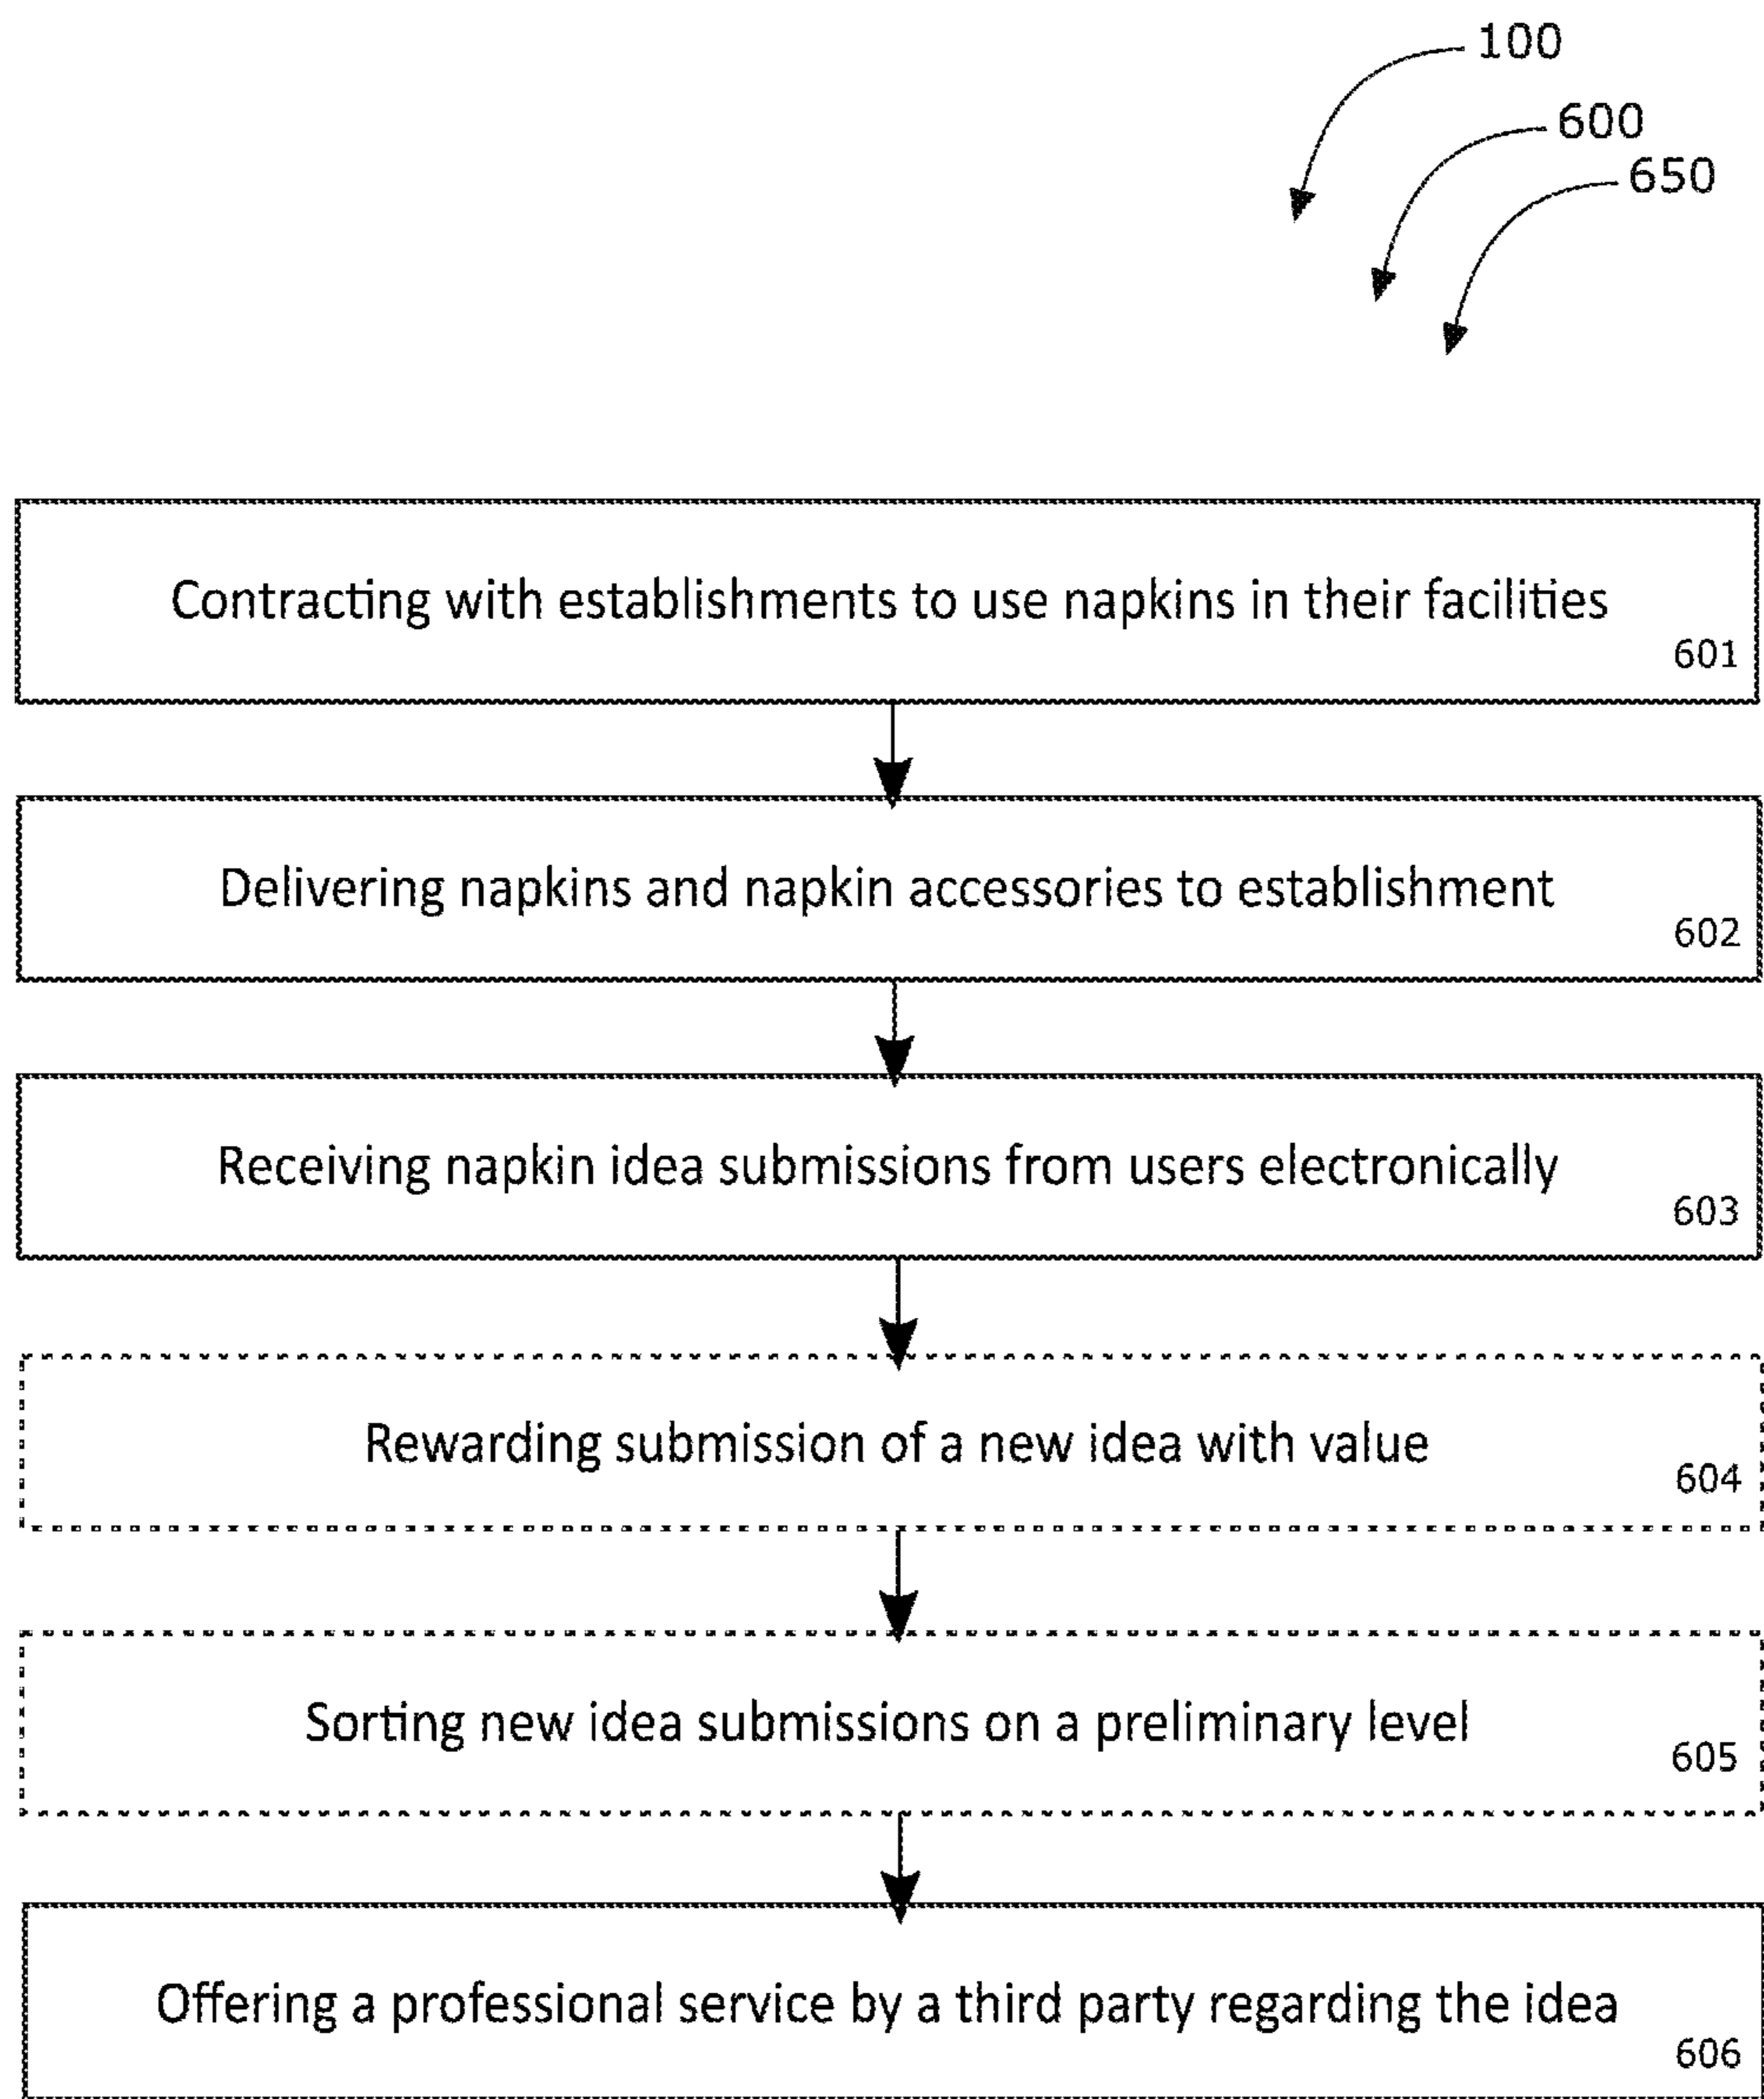 100
600
650
Contracting with establishments to use napkins in their facilities
601
Delivering napkins and napkin accessories to establishment
602
Receiving napkin idea submissions from users electronically
603
Rewarding submission of a new idea with value
604
Sorting new idea submissions on a preliminary level
605
Offering a professional service by a third party regarding the idea
606